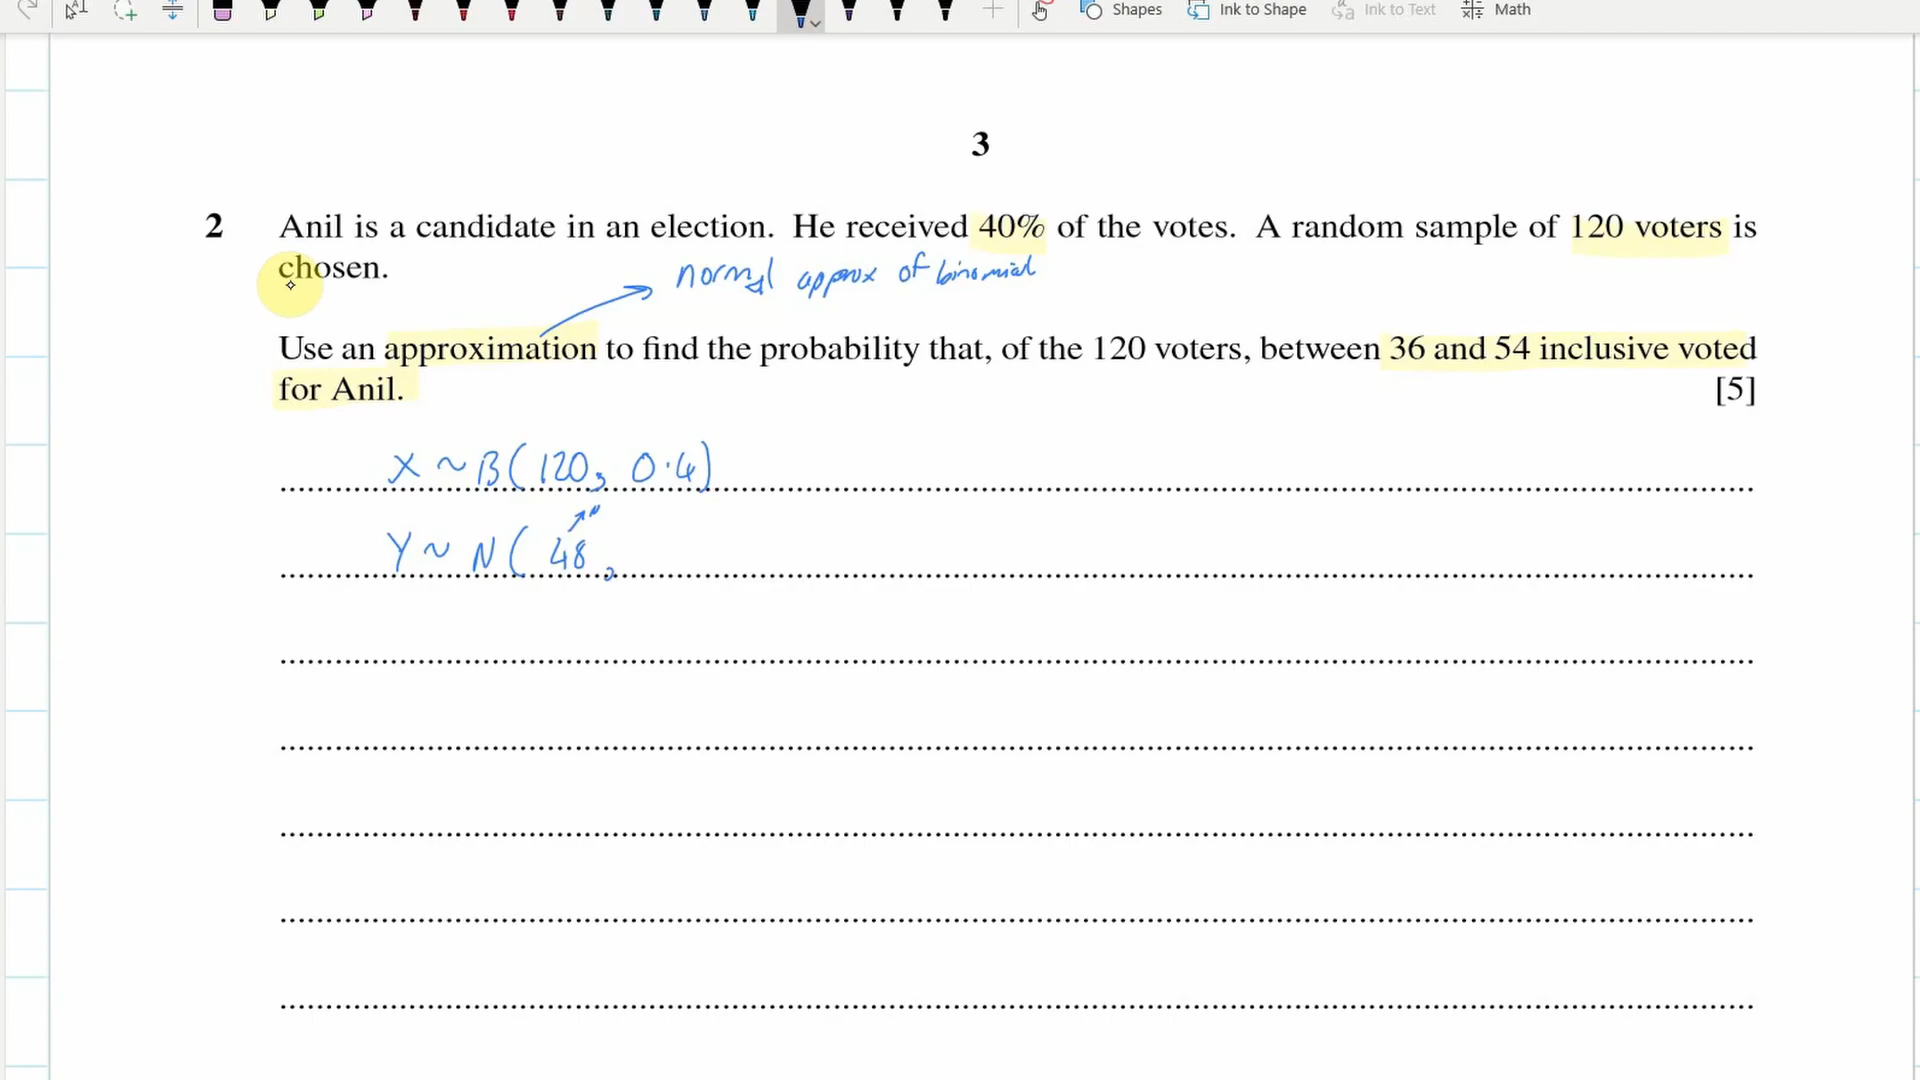 Shapes Ink to Shape Ink to Text Math
3
2 Anil is a candidate in an election. He received 40% of the votes. A random sample of 120 voters is
chosen.
normal approx of binomial
Use an approximation to find the probability that, of the 120 voters, between 36 and 54 inclusive voted
for Anil. [5]
X ~ B(120, 0.4)
Y ~ N( 48,